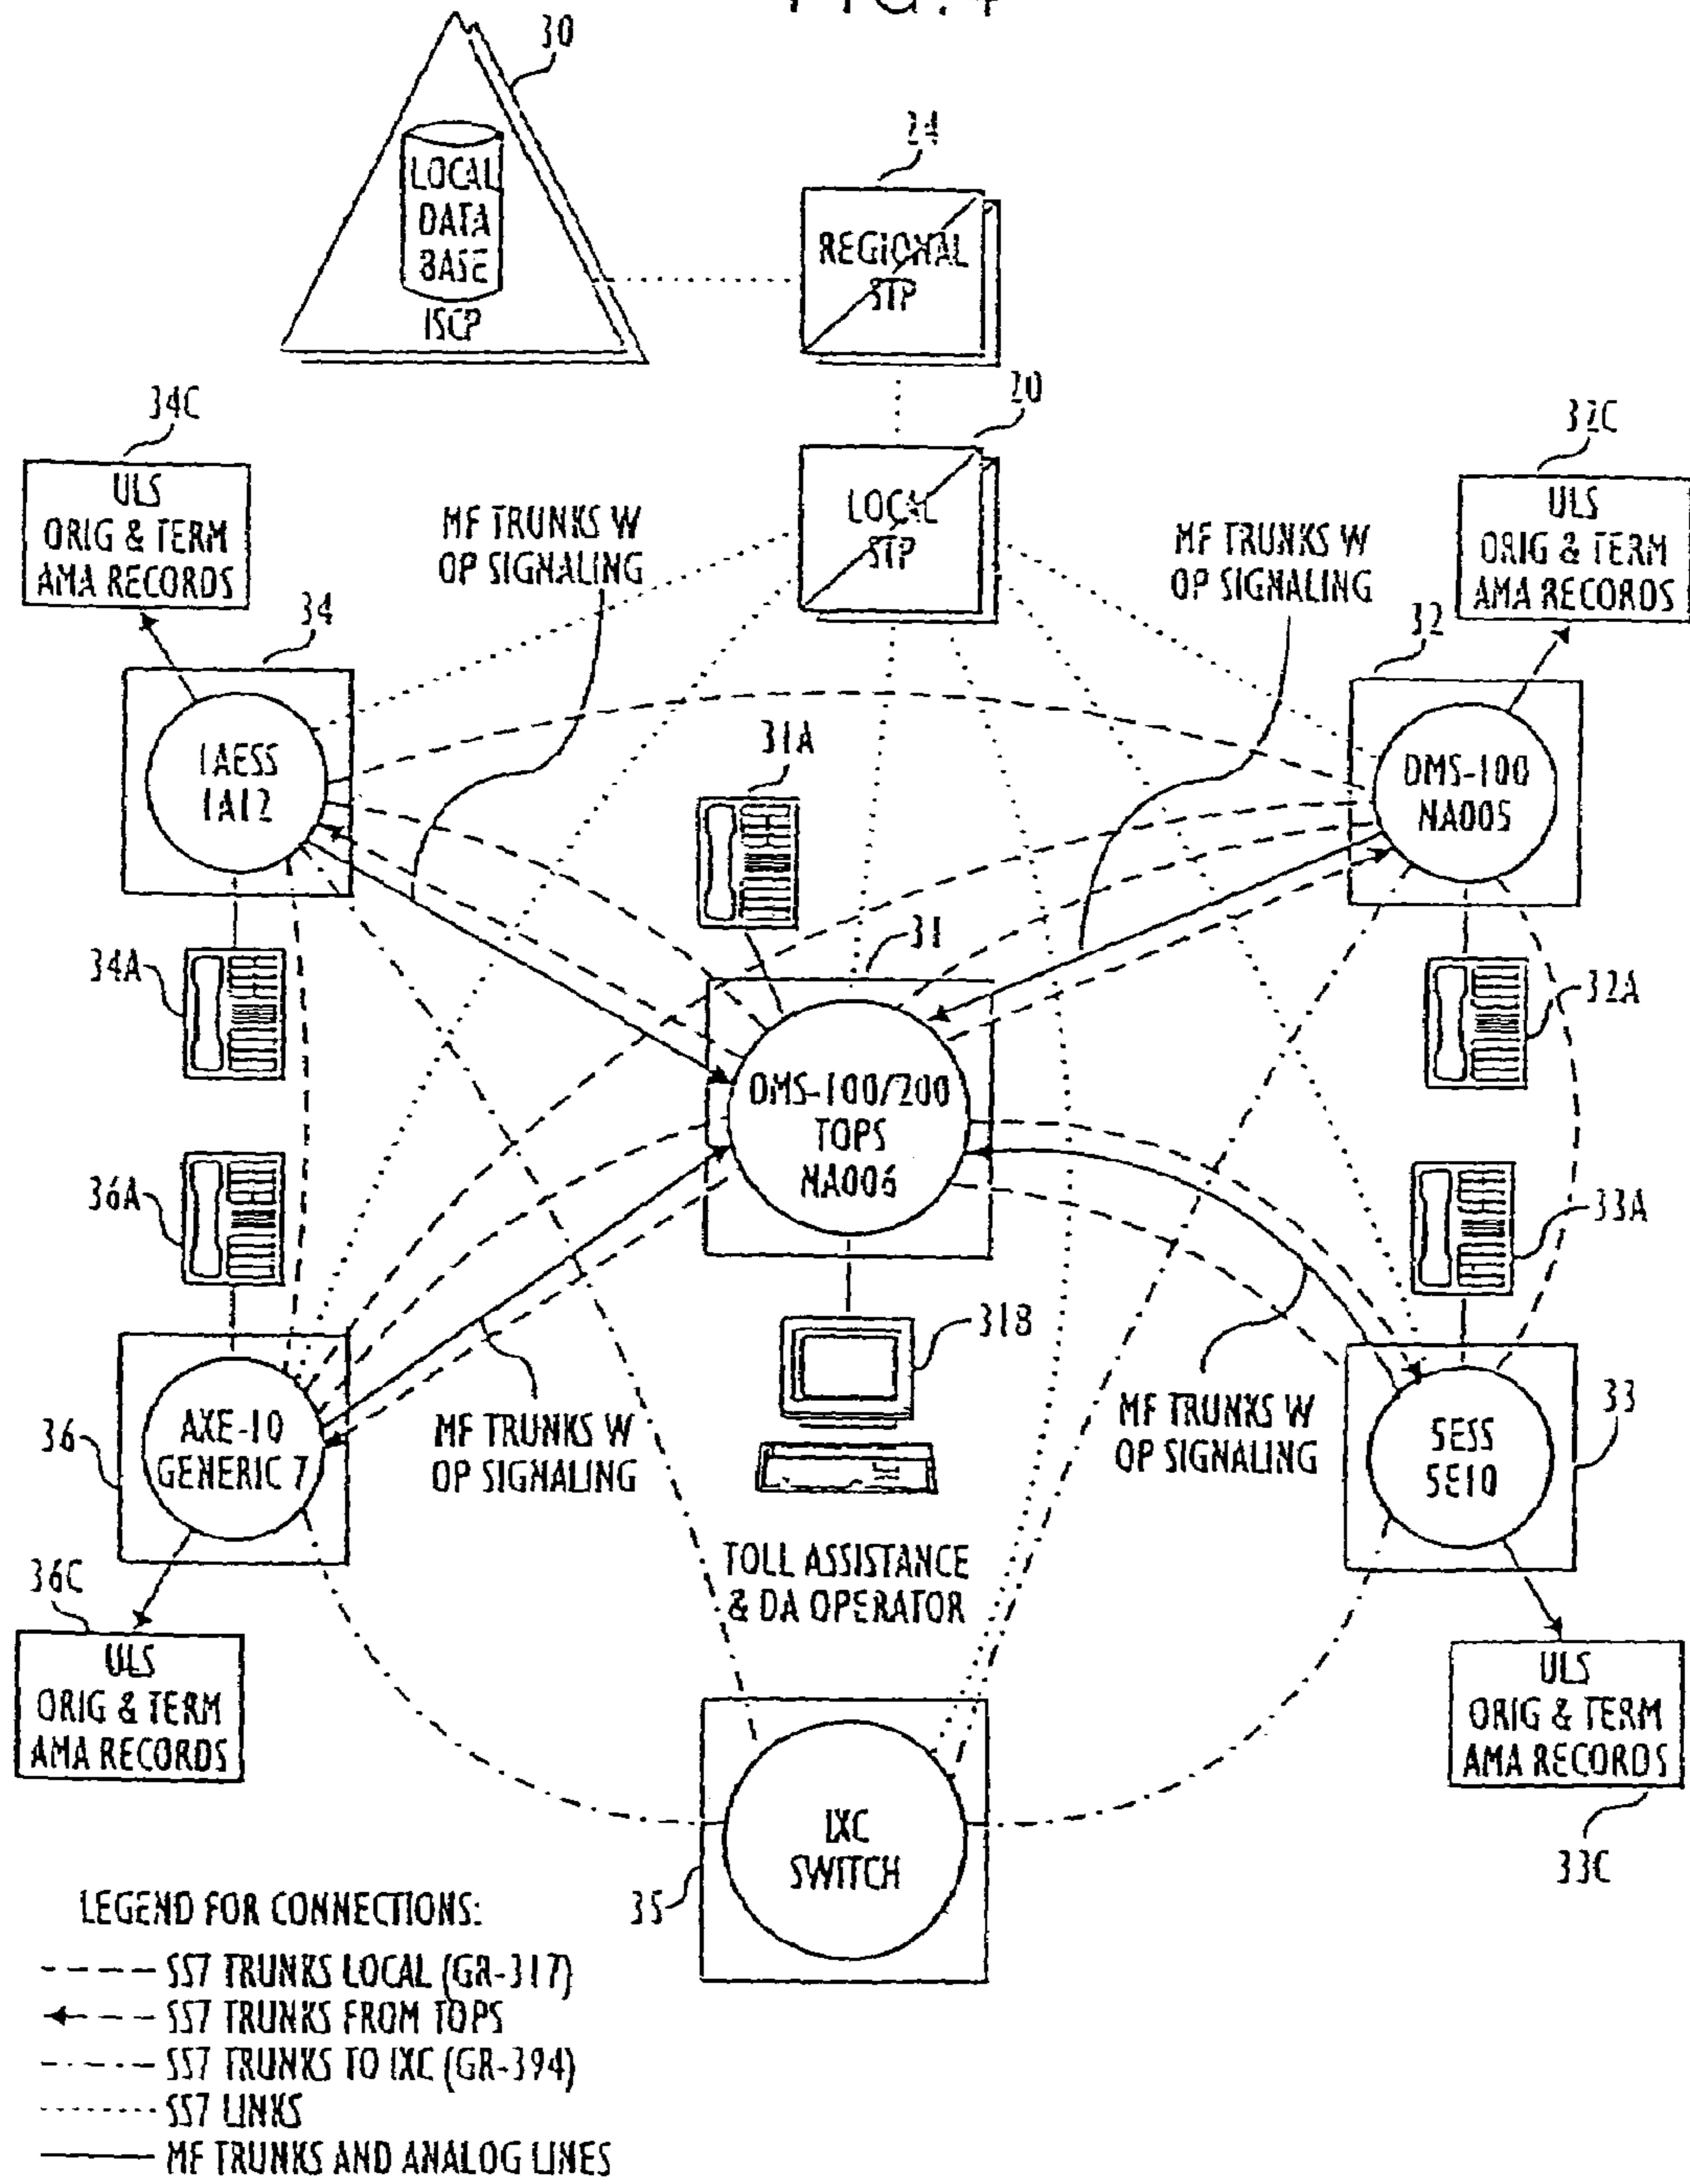 FIG.4
30
LOCAL
DATA
BASE
ISCP
24
REGIONAL
STP
20
LOCAL
STP
34C
ULS
ORIG & TERM
AMA RECORDS
MF TRUNKS W
OP SIGNALING
MF TRUNKS W
OP SIGNALING
32C
ULS
ORIG & TERM
AMA RECORDS
34
1AESS
1A12
32
DMS-100
NA005
31A
31
34A
32A
DMS-100/200
TOPS
NA006
36A
33A
31B
36
AXE-10
GENERIC 7
MF TRUNKS W
OP SIGNALING
MF TRUNKS W
OP SIGNALING
33
5ESS
5E10
TOLL ASSISTANCE
& DA OPERATOR
36C
ULS
ORIG & TERM
AMA RECORDS
ULS
ORIG & TERM
AMA RECORDS
33C
IXC
SWITCH
35
LEGEND FOR CONNECTIONS:
SS7 TRUNKS LOCAL (GR-317)
SS7 TRUNKS FROM TOPS
SS7 TRUNKS TO IXC (GR-394)
SS7 LINKS
MF TRUNKS AND ANALOG LINES